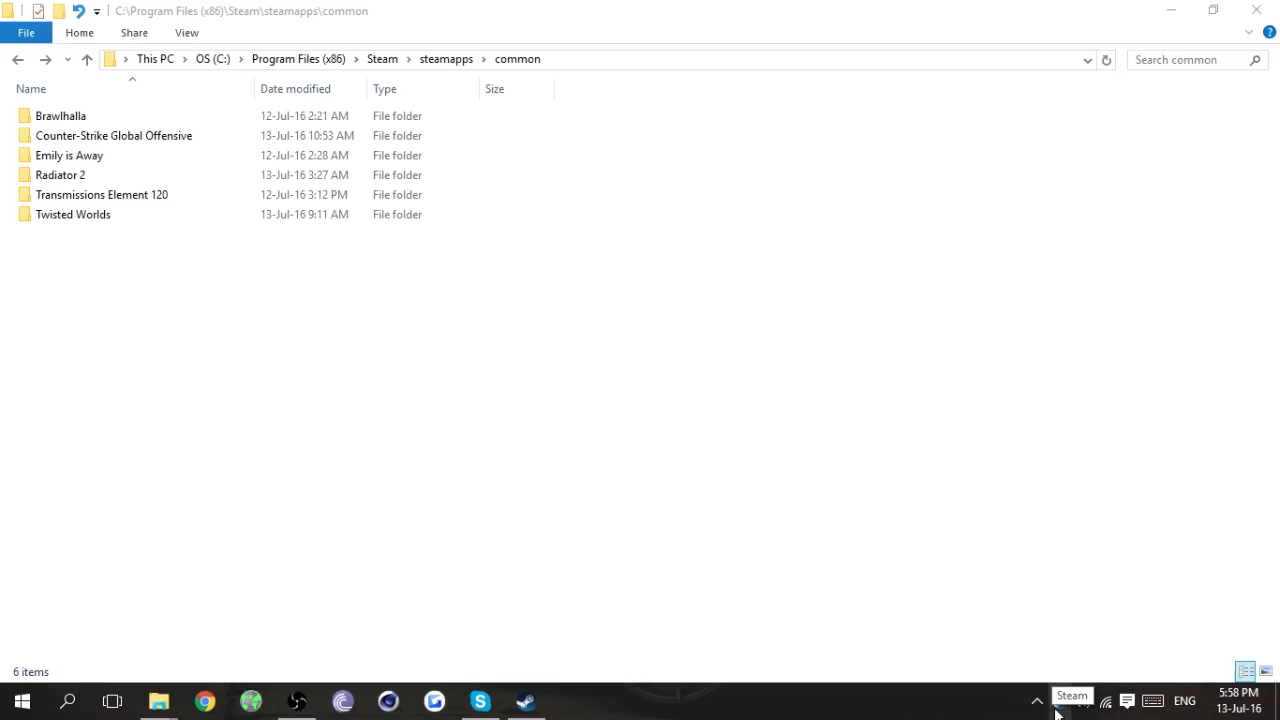 C:\Program Files (x86)\Steam\steamapps\common
File Home Share View
This PC OS (C:) Program Files (x86) Steam steamapps common Search common
Name Date modified Type Size
Brawlhalla 12-Jul-16 2:21 AM File folder
Counter-Strike Global Offensive 13-Jul-16 10:53 AM File folder
Emily is Away 12-Jul-16 2:28 AM File folder
Radiator 2 13-Jul-16 3:27 AM File folder
Transmissions Element 120 12-Jul-16 3:12 PM File folder
Twisted Worlds 13-Jul-16 9:11 AM File folder
6 items
Steam
ENG
5:58 PM
13-Jul-16